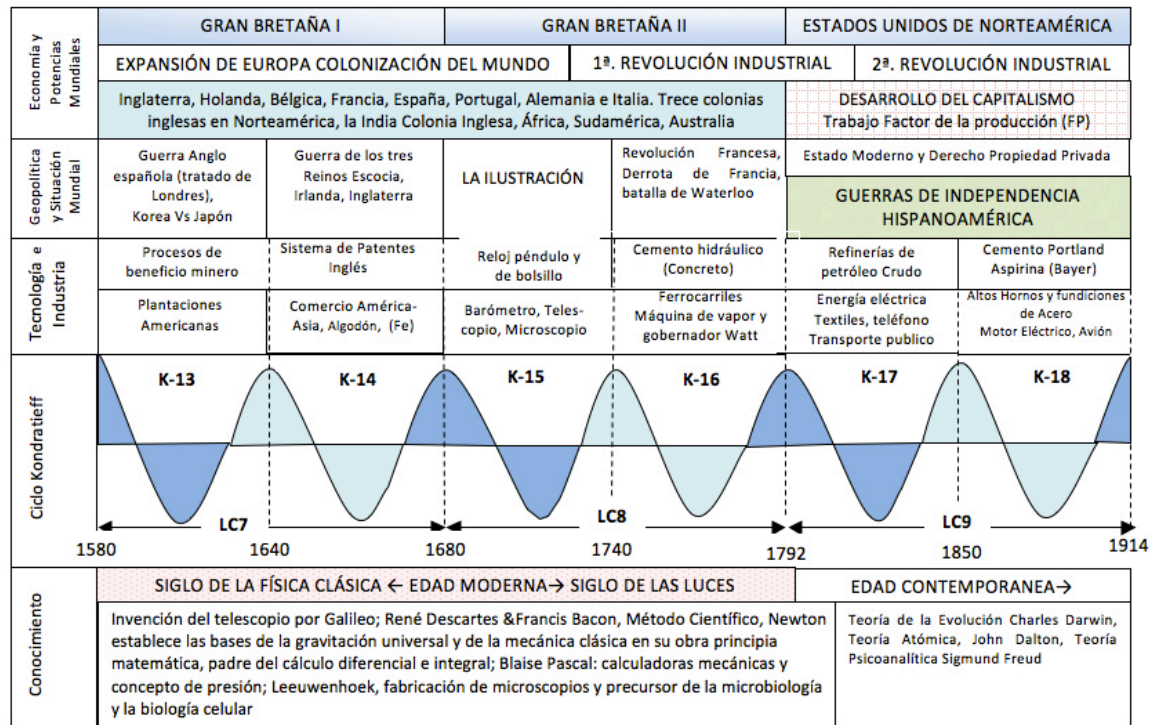 Economía y
Potencias
Mundiales
GRAN BRETAÑA I
GRAN BRETAÑA II
ESTADOS UNIDOS DE NORTEAMÉRICA
EXPANSIÓN DE EUROPA COLONIZACIÓN DEL MUNDO
1ª. REVOLUCIÓN INDUSTRIAL
2ª. REVOLUCIÓN INDUSTRIAL
Inglaterra, Holanda, Bélgica, Francia, España, Portugal, Alemania e Italia. Trece colonias
inglesas en Norteamérica, la India Colonia Inglesa, África, Sudamérica, Australia
DESARROLLO DEL CAPITALISMO
Trabajo Factor de la producción (FP)
Geopolítica
y Situación
Mundial
Guerra Anglo
española (tratado de
Londres),
Korea Vs Japón
Guerra de los tres
Reinos Escocia,
Irlanda, Inglaterra
LA ILUSTRACIÓN
Revolución Francesa,
Derrota de Francia,
batalla de Waterloo
Estado Moderno y Derecho Propiedad Privada
GUERRAS DE INDEPENDENCIA
HISPANOAMÉRICA
Tecnología e
Industria
Procesos de
beneficio minero
Sistema de Patentes
Inglés
Reloj péndulo y
de bolsillo
Cemento hidráulico
(Concreto)
Refinerías de
petróleo Crudo
Cemento Portland
Aspirina (Bayer)
Plantaciones
Americanas
Comercio América-
Asia, Algodón, (Fe)
Barómetro, Teles-
copio, Microscopio
Ferrocarriles
Máquina de vapor y
gobernador Watt
Energía eléctrica
Textiles, teléfono
Transporte publico
Altos Hornos y fundiciones
de Acero
Motor Eléctrico, Avión
Ciclo Kondratieff
K-13
K-14
K-15
K-16
K-17
K-18
LC7
LC8
LC9
1580
1640
1680
1740
1792
1850
1914
Conocimiento
SIGLO DE LA FÍSICA CLÁSICA ← EDAD MODERNA→ SIGLO DE LAS LUCES
EDAD CONTEMPORANEA→
Invención del telescopio por Galileo; René Descartes &Francis Bacon, Método Científico, Newton
establece las bases de la gravitación universal y de la mecánica clásica en su obra principia
matemática, padre del cálculo diferencial e integral; Blaise Pascal: calculadoras mecánicas y
concepto de presión; Leeuwenhoek, fabricación de microscopios y precursor de la microbiología
y la biología celular
Teoría de la Evolución Charles Darwin,
Teoría Atómica, John Dalton, Teoría
Psicoanalítica Sigmund Freud